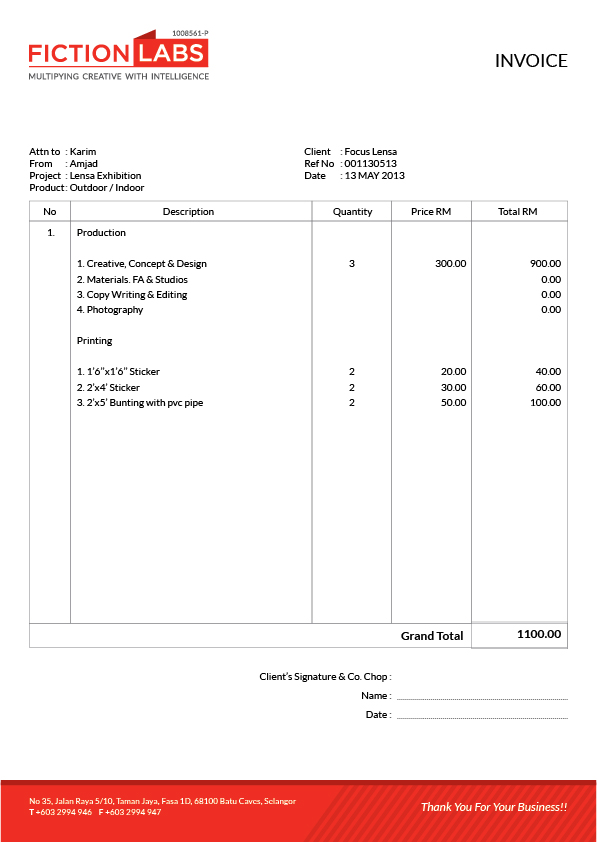 1008561-P
FICTION LABS
MULTIPYING CREATIVE WITH INTELLIGENCE
INVOICE
Attn to : Karim
From : Amjad
Project : Lensa Exhibition
Product : Outdoor / Indoor
Client : Focus Lensa
Ref No : 001130513
Date : 13 MAY 2013
No Description Quantity Price RM Total RM
1. Production
1. Creative, Concept & Design 3 300.00 900.00
2. Materials. FA & Studios 0.00
3. Copy Writing & Editing 0.00
4. Photography 0.00
Printing
1. 1'6"x1'6" Sticker 2 20.00 40.00
2. 2'x4' Sticker 2 30.00 60.00
3. 2'x5' Bunting with pvc pipe 2 50.00 100.00
Grand Total 1100.00
Client's Signature & Co. Chop :
Name :
Date :
No 35, Jalan Raya 5/10, Taman Jaya, Fasa 1D, 68100 Batu Caves, Selangor
T +603 2994 946 F +603 2994 947
Thank You For Your Business!!